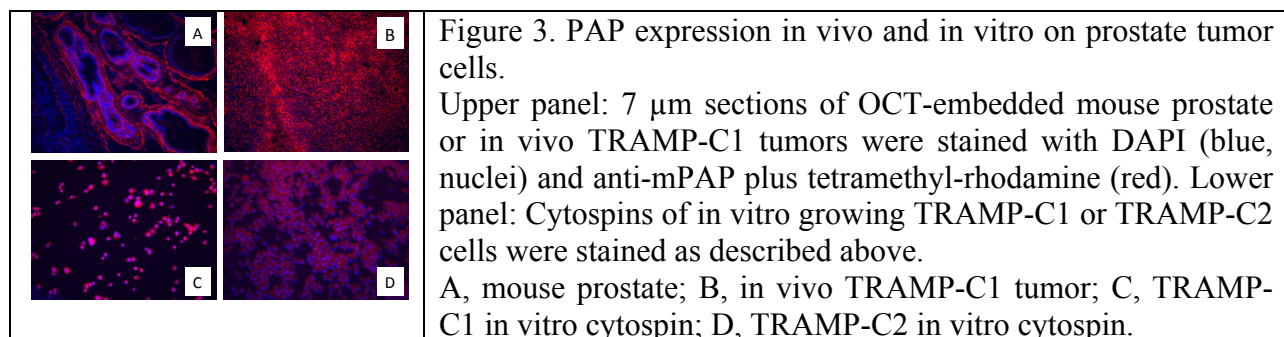 A
B
C
D
Figure 3. PAP expression in vivo and in vitro on prostate tumor
cells.
Upper panel: 7 µm sections of OCT-embedded mouse prostate
or in vivo TRAMP-C1 tumors were stained with DAPI (blue,
nuclei) and anti-mPAP plus tetramethyl-rhodamine (red). Lower
panel: Cytospins of in vitro growing TRAMP-C1 or TRAMP-C2
cells were stained as described above.
A, mouse prostate; B, in vivo TRAMP-C1 tumor; C, TRAMP-
C1 in vitro cytospin; D, TRAMP-C2 in vitro cytospin.